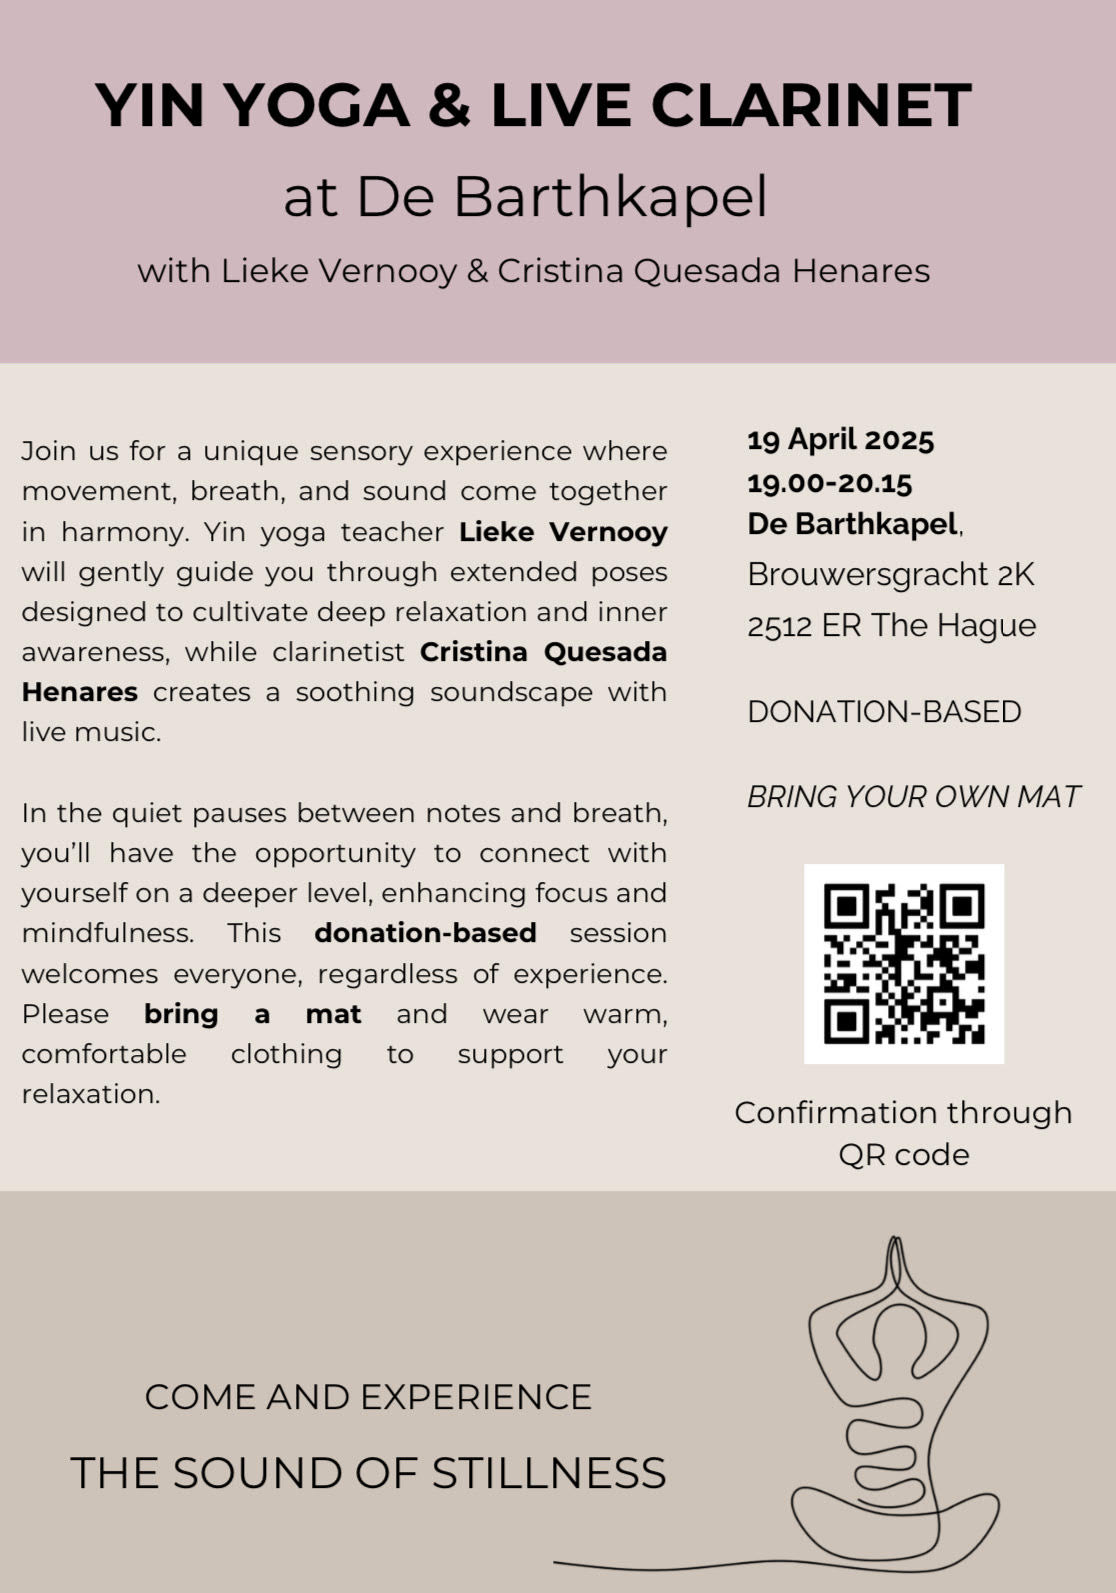 YIN YOGA & LIVE CLARINET
at De Barthkapel
with Lieke Vernooy & Cristina Quesada Henares
Join us for a unique sensory experience where
movement, breath, and sound come together
in harmony. Yin yoga teacher Lieke Vernooy
will gently guide you through extended poses
designed to cultivate deep relaxation and inner
awareness, while clarinetist Cristina Quesada
Henares creates a soothing soundscape with
live music.
In the quiet pauses between notes and breath,
you’ll have the opportunity to connect with
yourself on a deeper level, enhancing focus and
mindfulness. This donation-based session
welcomes everyone, regardless of experience.
Please bring a mat and wear warm,
comfortable clothing to support your
relaxation.
19 April 2025
19.00-20.15
De Barthkapel,
Brouwersgracht 2K
2512 ER The Hague
DONATION-BASED
BRING YOUR OWN MAT
Confirmation through
QR code
COME AND EXPERIENCE
THE SOUND OF STILLNESS